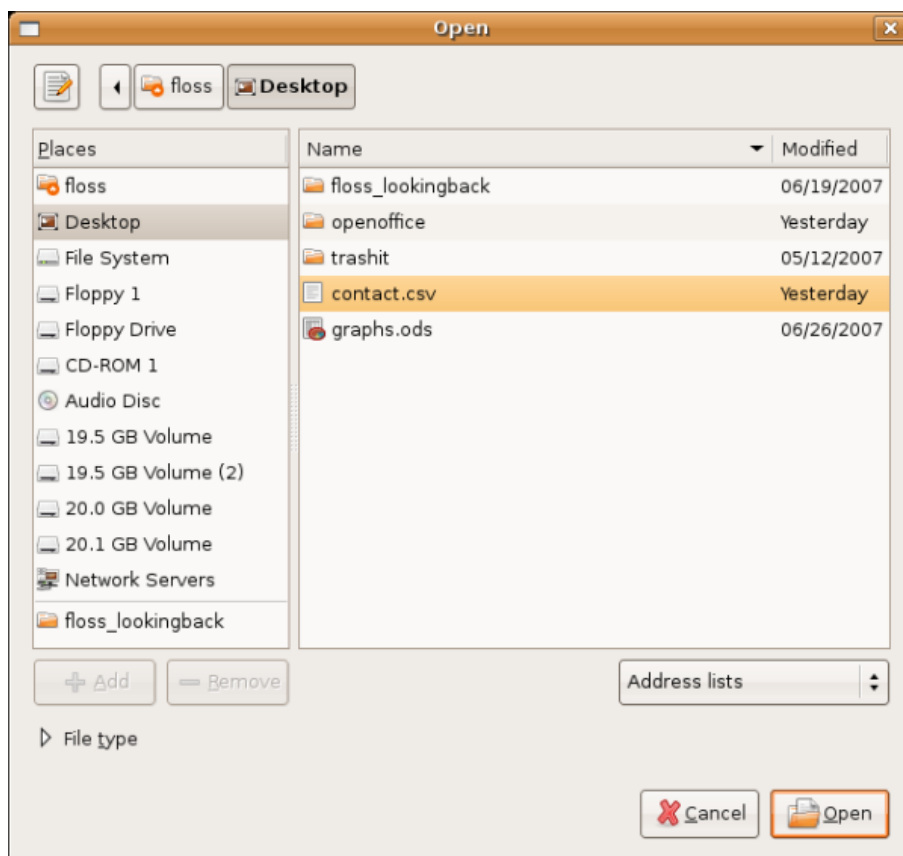 Open
floss Desktop
Places
floss
Desktop
File System
Floppy 1
Floppy Drive
CD-ROM 1
Audio Disc
19.5 GB Volume
19.5 GB Volume (2)
20.0 GB Volume
20.1 GB Volume
Network Servers
floss_lookingback
Name Modified
floss_lookingback 06/19/2007
openoffice Yesterday
trashit 05/12/2007
contact.csv Yesterday
graphs.ods 06/26/2007
Add Remove
Address lists
File type
Cancel Open